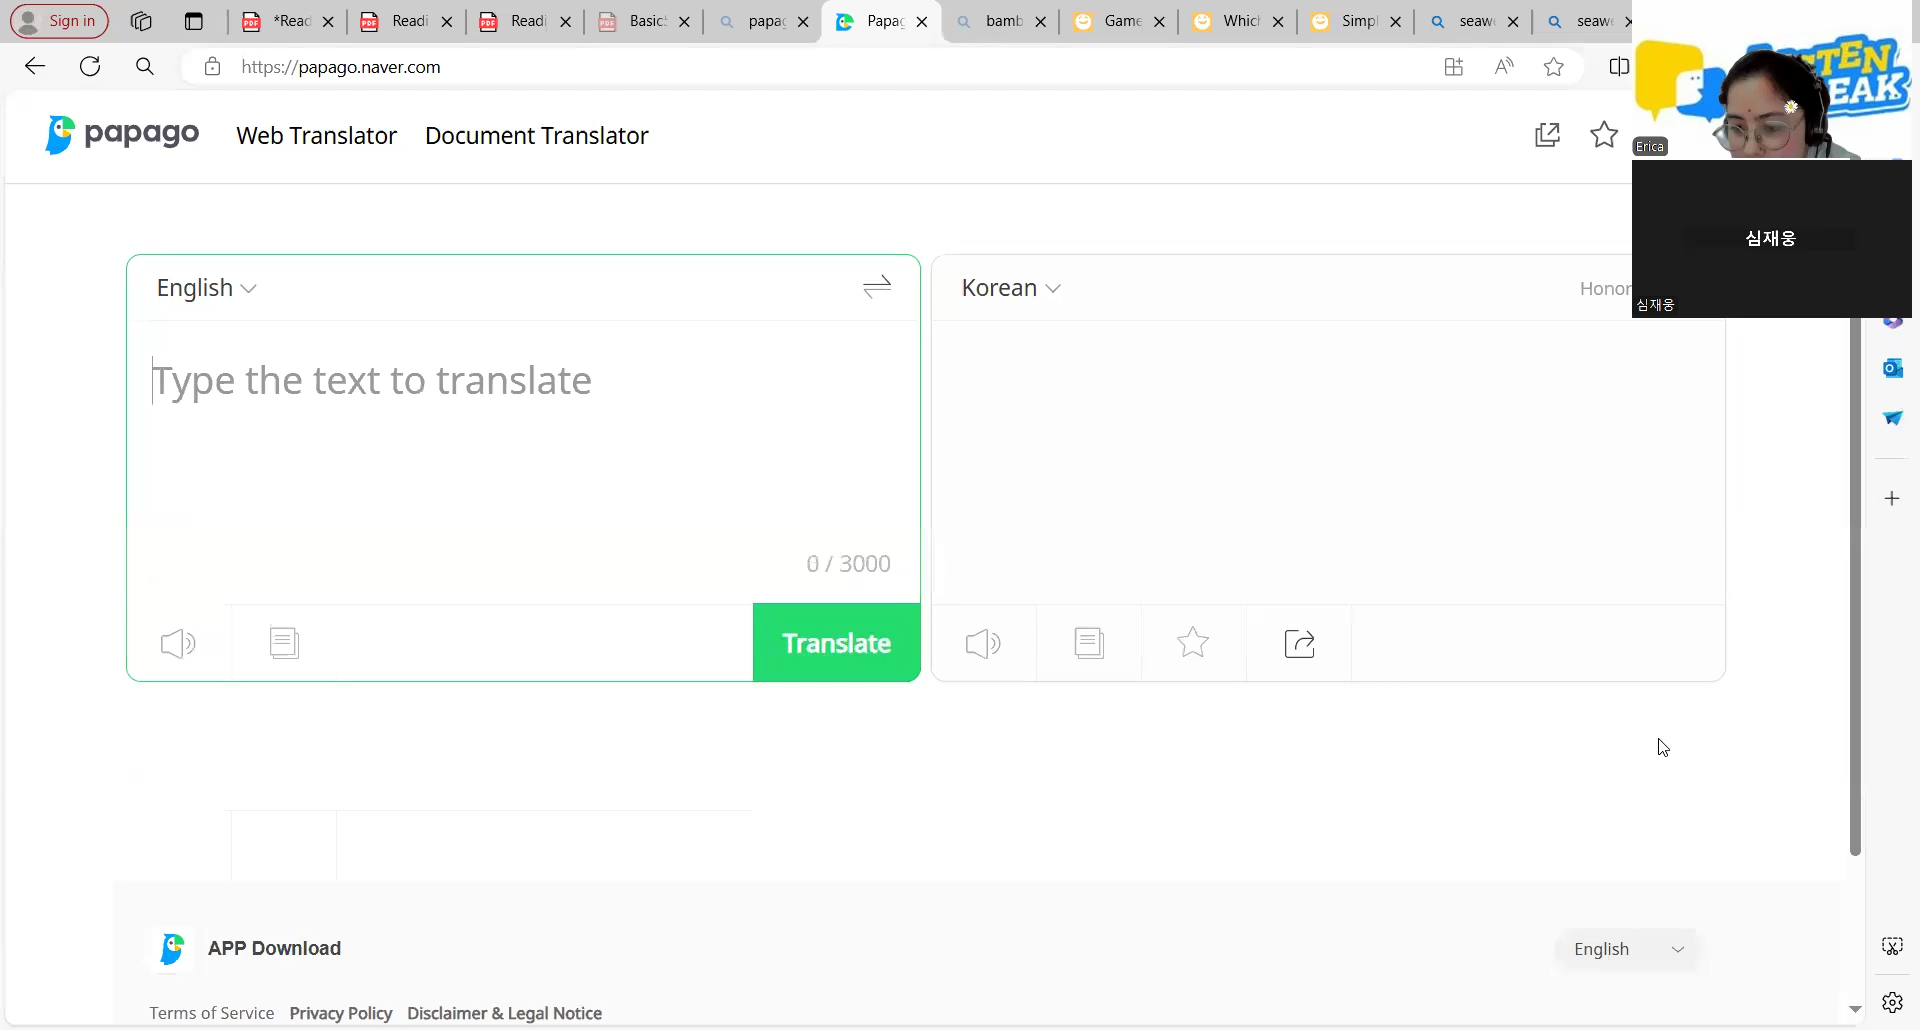 Sign in
*Read
Readi
Readi
Basic
papag
Papag
bamb
Game
Which
Simpl
seaw
seaw
https://papago.naver.com
papago
Web Translator
Document Translator
Erica
심재웅
심재웅
English
Korean
Honor
Type the text to translate
0 / 3000
Translate
APP Download
English
Terms of Service Privacy Policy Disclaimer & Legal Notice